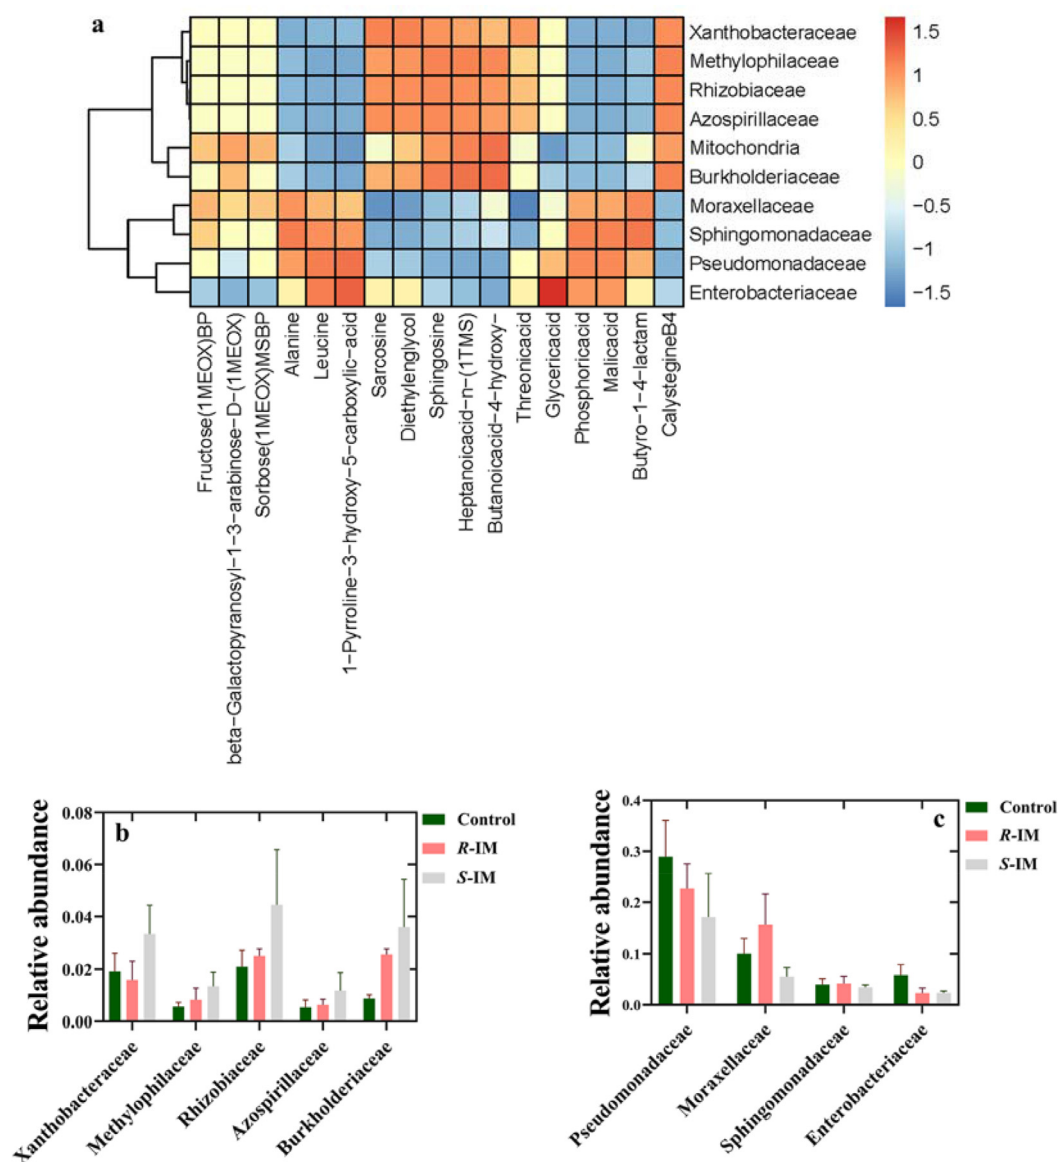 a
Xanthobacteraceae
Methylophilaceae
Rhizobiaceae
Azospirillaceae
Mitochondria
Burkholderiaceae
Moraxellaceae
Sphingomonadaceae
Pseudomonadaceae
Enterobacteriaceae
1.5
1
0.5
0
−0.5
−1
−1.5
Fructose(1MEOX)BP
beta−Galactopyranosyl−1−3−arabinose−D−(1MEOX)
Sorbose(1MEOX)MSBP
Alanine
Leucine
1−Pyrroline−3−hydroxy−5−carboxylic−acid
Sarcosine
Diethylenglycol
Sphingosine
Heptanoicacid−n−(1TMS)
Butanoicacid−4−hydroxy−
Threonicacid
Glycericacid
Phosphoricacid
Malicacid
Butyro−1−4−lactam
CalystegineB4
b
Relative abundance
0.08
0.06
0.04
0.02
0.00
Xanthobacteraceae
Methylophilaceae
Rhizobiaceae
Azospirillaceae
Burkholderiaceae
Control
R-IM
S-IM
c
Relative abundance
0.4
0.3
0.2
0.1
0.0
Pseudomonadaceae
Moraxellaceae
Sphingomonadaceae
Enterobacteriaceae
Control
R-IM
S-IM